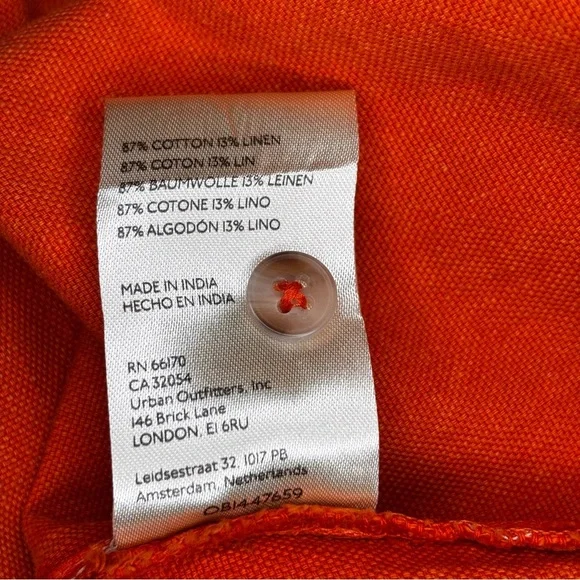 87% COTTON 13% LINEN
87% COTON 13% LIN
87% BAUMWOLLE 13% LEINEN
87% COTONE 13% LINO
87% ALGODÓN 13% LINO
MADE IN INDIA
HECHO EN INDIA
RN 66170
CA 32054
Urban Outfitters, Inc
146 Brick Lane
LONDON, E1 6RU
Leidsestraat 32, 1017 PB
Amsterdam, Netherlands
OB1447659